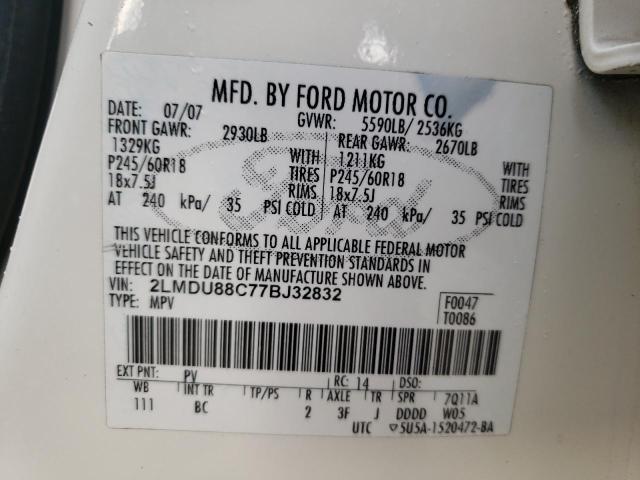 MFD. BY FORD MOTOR CO.
DATE: 07/07 GVWR: 5590LB/ 2536KG
FRONT GAWR: 2930LB REAR GAWR: 2670LB
1329KG WITH 1211KG WITH
P245/60R18 TIRES P245/60R18 TIRES
18x7.5J RIMS 18x7.5J RIMS
AT 240 kPa/ 35 PSI COLD AT 240 kPa/ 35 PSI COLD
Ford
THIS VEHICLE CONFORMS TO ALL APPLICABLE FEDERAL MOTOR
VEHICLE SAFETY AND THEFT PREVENTION STANDARDS IN
EFFECT ON THE DATE OF MANUFACTURE SHOWN ABOVE.
VIN: 2LMDU88C77BJ32832
TYPE: MPV
F0047
T0086
EXT PNT: PV RC: 14 DSO:
WB INT TR TP/PS R AXLE TR SPR 7Q11A
111 BC 2 3F J DDDD W05
UTC 5U5A-1520472-BA